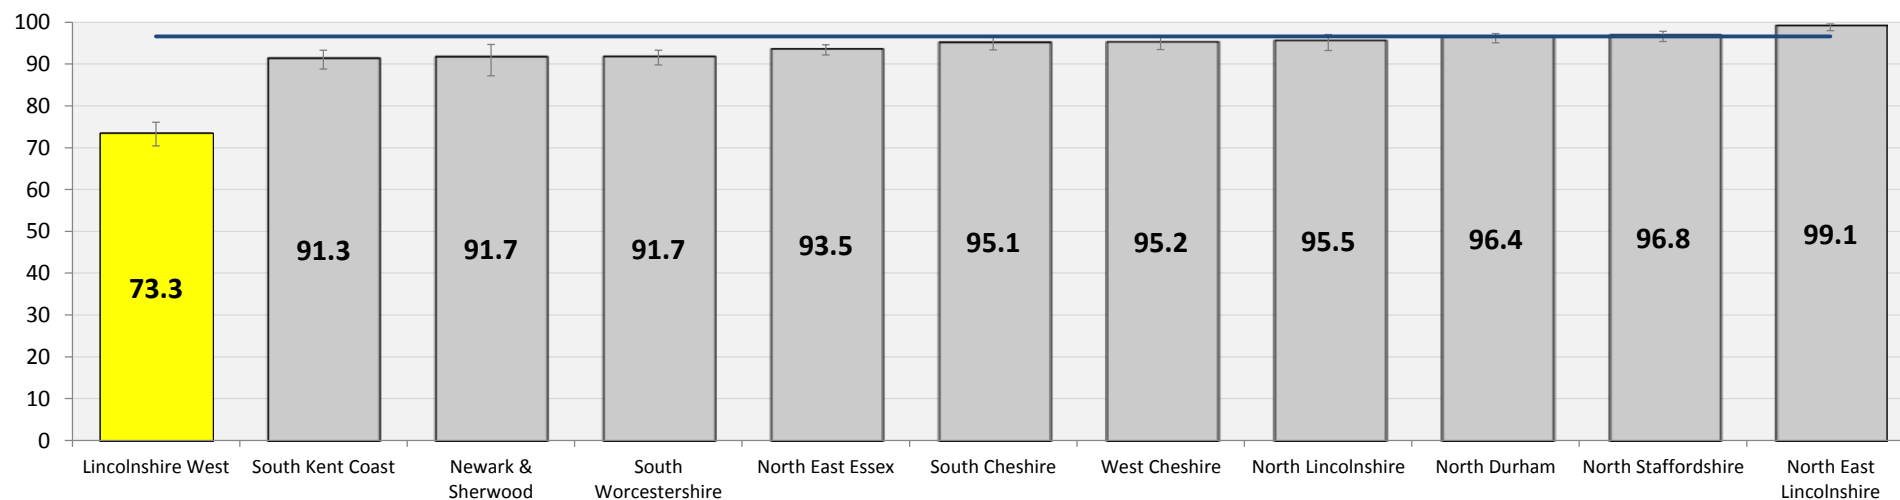 100
90
80
70
60
50
40
30
20
10
0
73.3
91.3
91.7
91.7
93.5
95.1
95.2
95.5
96.4
96.8
99.1
Lincolnshire West
South Kent Coast
Newark &
Sherwood
South
Worcestershire
North East Essex
South Cheshire
West Cheshire
North Lincolnshire
North Durham
North Staffordshire
North East
Lincolnshire